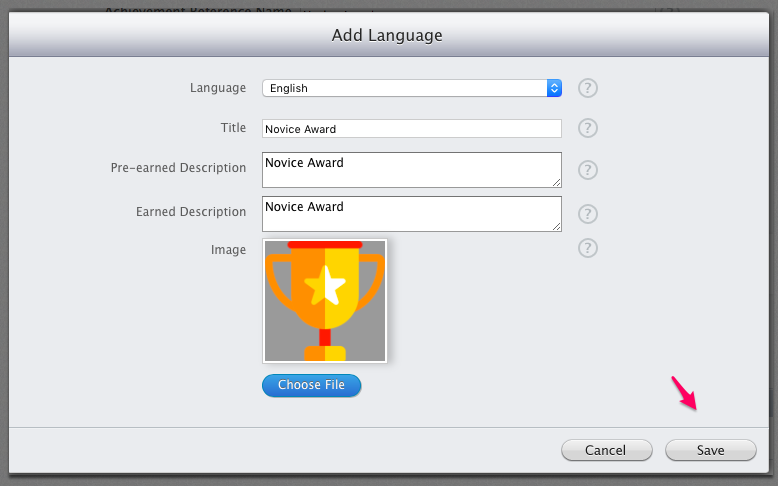 Add Language
Language English ?
Title Novice Award ?
Pre-earned Description Novice Award ?
Earned Description Novice Award ?
Image ?
Choose File
Cancel Save